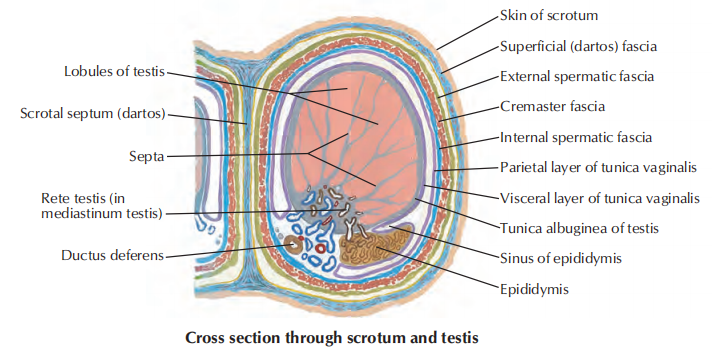 Skin of scrotum
Superficial (dartos) fascia
External spermatic fascia
Cremaster fascia
Internal spermatic fascia
Parietal layer of tunica vaginalis
Visceral layer of tunica vaginalis
Tunica albuginea of testis
Sinus of epididymis
Epididymis
Lobules of testis
Scrotal septum (dartos)
Septa
Rete testis (in
mediastinum testis)
Ductus deferens
Cross section through scrotum and testis